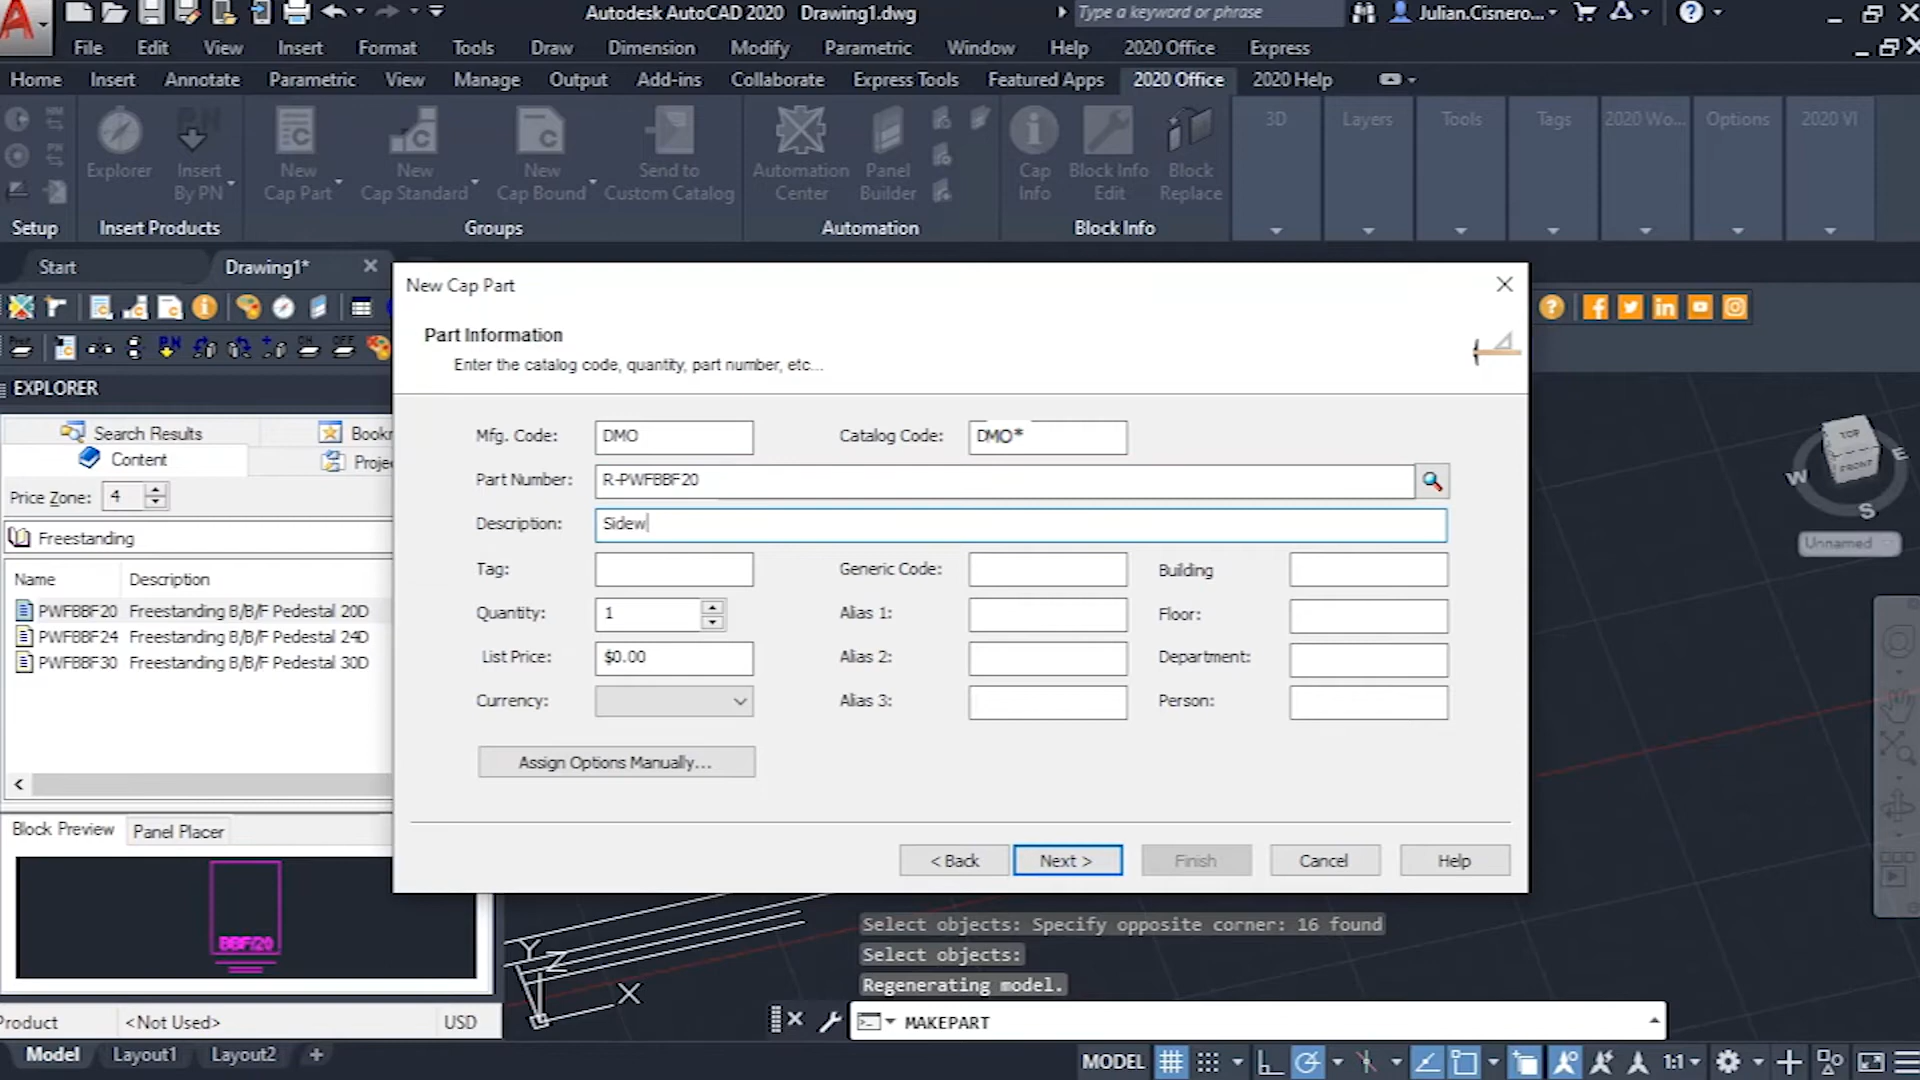 Autodesk AutoCAD 2020 Drawing1.dwg
Type a keyword or phrase
Julian.Cisnero...
File Edit View Insert Format Tools Draw Dimension Modify Parametric Window Help 2020 Office Express
Home Insert Annotate Parametric View Manage Output Add-ins Collaborate Express Tools Featured Apps 2020 Office 2020 Help
Explorer
Insert By PN
New Cap Part
New Cap Standard
New Cap Bound
Send to Custom Catalog
Automation Center
Panel Builder
Cap Info
Block Info Edit
Block Replace
3D
Layers
Tools
Tags
2020 Wo...
Options
2020 VI
Setup Insert Products Groups Automation Block Info
Start
Drawing1*
New Cap Part
Part Information
Enter the catalog code, quantity, part number, etc...
EXPLORER
Search Results
Content
Price Zone: 4
Freestanding
Name Description
PWFBBF20 Freestanding B/B/F Pedestal 20D
PWFBBF24 Freestanding B/B/F Pedestal 24D
PWFBBF30 Freestanding B/B/F Pedestal 30D
Block Preview
Panel Placer
BBF/20
<Not Used>
USD
Mfg. Code: DMO
Catalog Code: DMO*
Part Number: R-PWFBBF20
Description: Sidew
Tag:
Generic Code:
Building
Quantity: 1
Alias 1:
Floor:
List Price: $0.00
Alias 2:
Department:
Currency:
Alias 3:
Person:
Assign Options Manually...
< Back
Next >
Finish
Cancel
Help
TOP
FRONT
W
E
S
Unnamed
Y
Z
X
Select objects: Specify opposite corner: 16 found
Select objects:
Regenerating model.
MAKEPART
Model Layout1 Layout2 +
MODEL
1:1